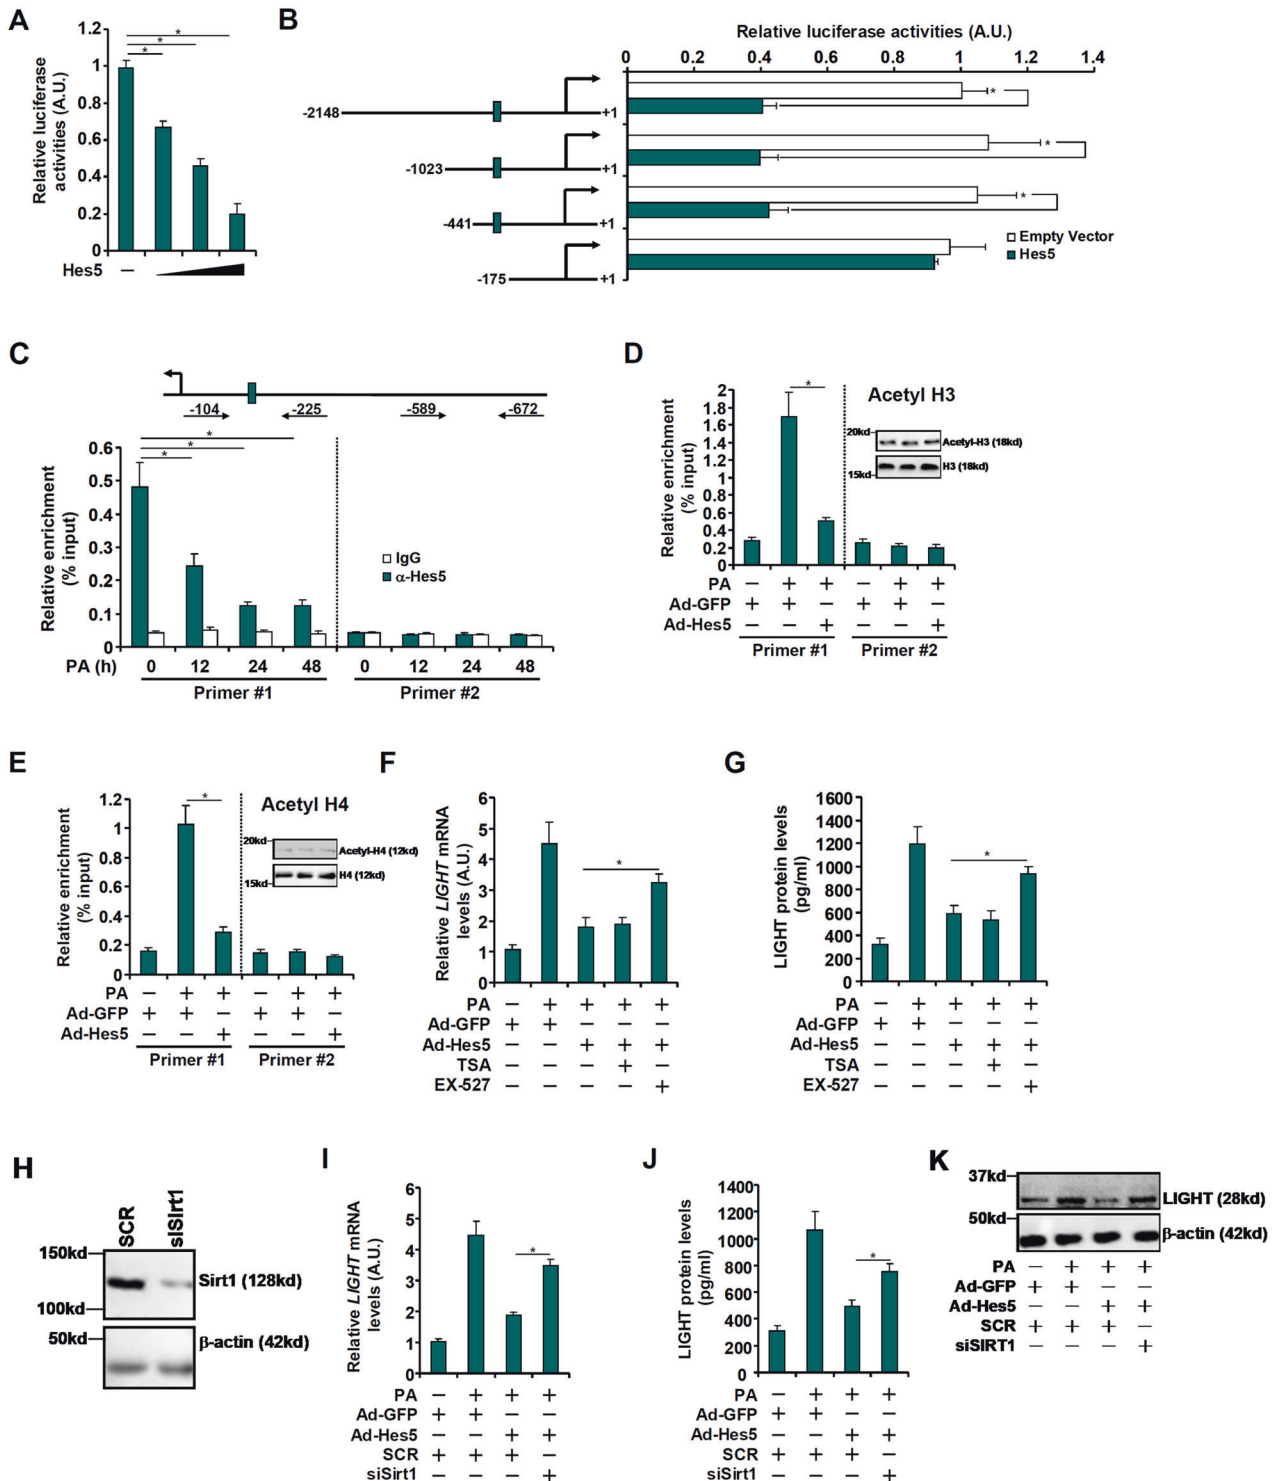 A
Relative luciferase
activities (A.U.)
1.2
1
0.8
0.6
0.4
0.2
0
*
*
*
Hes5
–
B
Relative luciferase activities (A.U.)
0 0.2 0.4 0.6 0.8 1 1.2 1.4
-2148 +1
*
-1023 +1
*
-441 +1
*
-175 +1
Empty Vector
Hes5
C
-104 -225 -589 -672
Relative enrichment
(% input)
0.6
0.5
0.4
0.3
0.2
0.1
0
*
*
*
IgG
α-Hes5
PA (h) 0 12 24 48 0 12 24 48
Primer #1 Primer #2
D
Relative enrichment
(% input)
2
1.8
1.6
1.4
1.2
1
0.8
0.6
0.4
0.2
0
*
Acetyl H3
20kd
15kd
Acetyl-H3 (18kd)
H3 (18kd)
PA – + + – + +
Ad-GFP + + – + + –
Ad-Hes5 – – + – – +
Primer #1 Primer #2
E
Relative enrichment
(% input)
1.2
1
0.8
0.6
0.4
0.2
0
*
Acetyl H4
20kd
15kd
Acetyl-H4 (12kd)
H4 (12kd)
PA – + + – + +
Ad-GFP + + – + + –
Ad-Hes5 – – + – – +
Primer #1 Primer #2
F
Relative LIGHT mRNA
levels (A.U.)
6
5
4
3
2
1
0
*
PA – + + + +
Ad-GFP + + – – –
Ad-Hes5 – – + + +
TSA – – – + –
EX-527 – – – – +
G
LIGHT protein levels
(pg/ml)
1600
1400
1200
1000
800
600
400
200
0
*
PA – + + + +
Ad-GFP + + – – –
Ad-Hes5 – – + + +
TSA – – – + –
EX-527 – – – – +
H
SCR
siSIrt1
150kd
100kd
50kd
Sirt1 (128kd)
β-actin (42kd)
I
Relative LIGHT mRNA
levels (A.U.)
6
5
4
3
2
1
0
*
PA – + + +
Ad-GFP + + – –
Ad-Hes5 – – + +
SCR + + + –
siSirt1 – – – +
J
LIGHT protein levels
(pg/ml)
1400
1200
1000
800
600
400
200
0
*
PA – + + +
Ad-GFP + + – –
Ad-Hes5 – – + +
SCR + + + –
siSirt1 – – – +
K
37kd
50kd
LIGHT (28kd)
β-actin (42kd)
PA – + + +
Ad-GFP + + – –
Ad-Hes5 – – + +
SCR + + + –
siSIRT1 – – – +